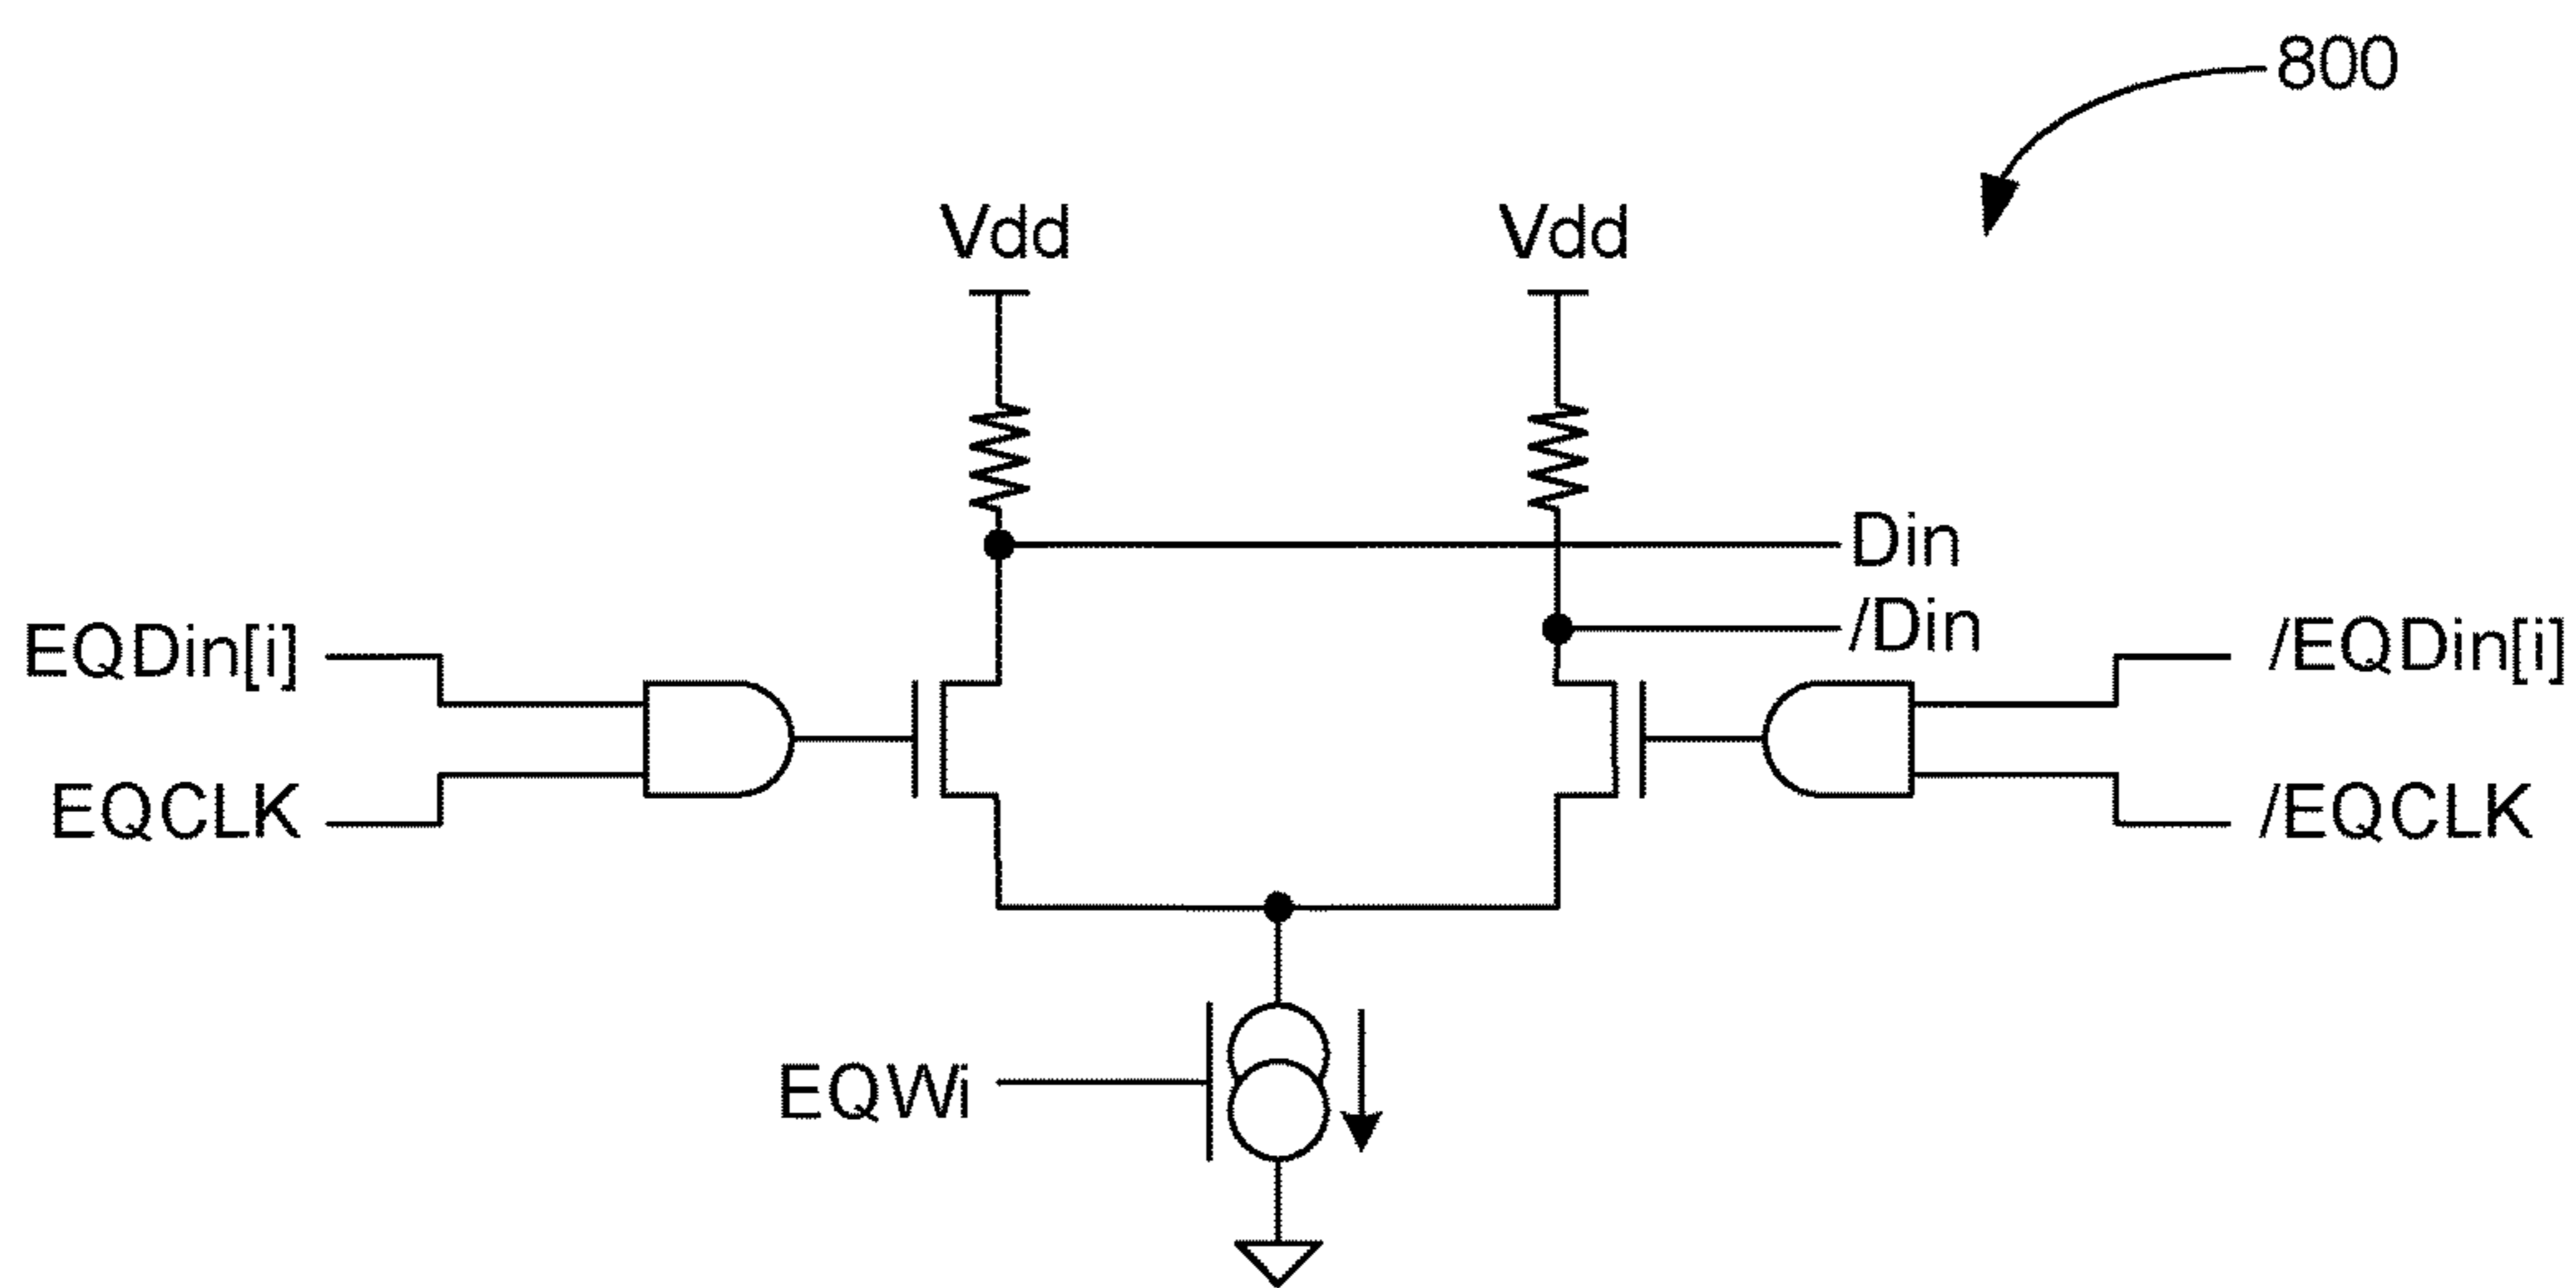 800
Vdd
Vdd
Din
/Din
EQDin[i]
/EQDin[i]
EQCLK
/EQCLK
EQWi